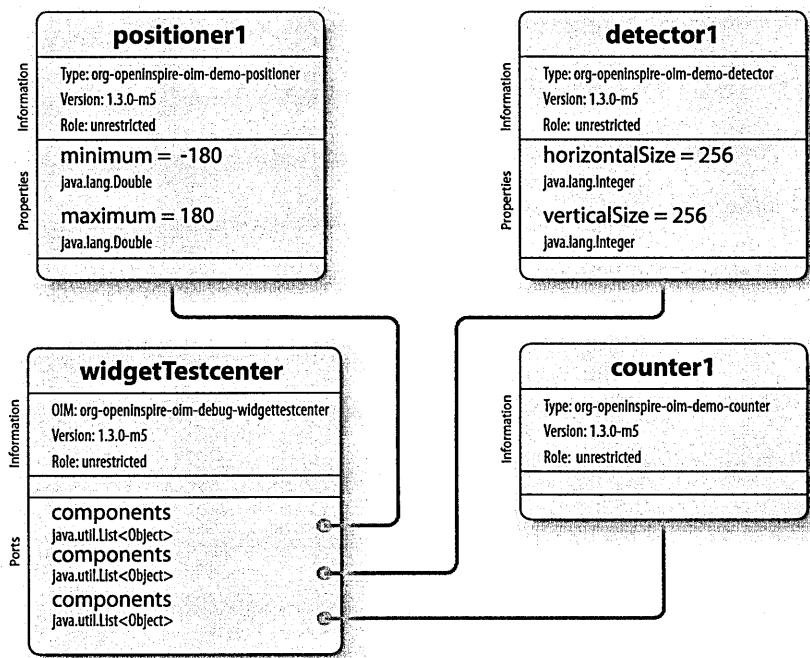 positioner1
Information
Type: org-openinspire-oim-demo-positioner
Version: 1.3.0-m5
Role: unrestricted
Properties
minimum = -180
java.lang.Double
maximum = 180
java.lang.Double
detector1
Information
Type: org-openinspire-oim-demo-detector
Version: 1.3.0-m5
Role: unrestricted
Properties
horizontalSize = 256
java.lang.Integer
verticalSize = 256
java.lang.Integer
widgetTestcenter
Information
OIM: org-openinspire-oim-debug-widgettestcenter
Version: 1.3.0-m5
Role: unrestricted
Ports
components
java.util.List<Object>
components
java.util.List<Object>
components
java.util.List<Object>
counter1
Information
Type: org-openinspire-oim-demo-counter
Version: 1.3.0-m5
Role: unrestricted